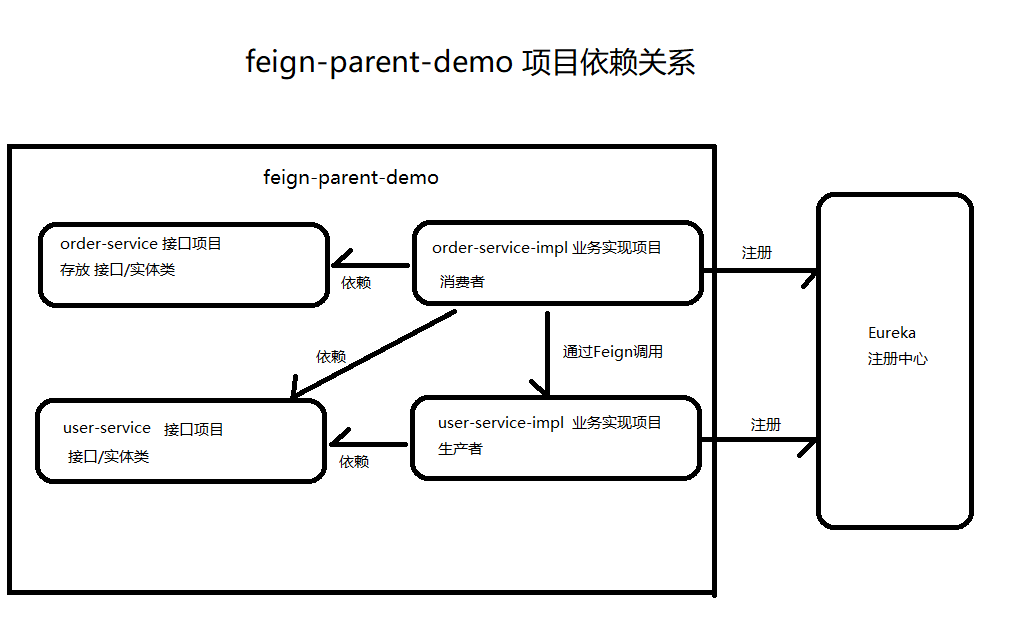 feign-parent-demo 项目依赖关系
feign-parent-demo
order-service 接口项目
存放 接口/实体类
依赖
order-service-impl 业务实现项目
消费者
注册
依赖
通过Feign调用
Eureka
注册中心
user-service 接口项目
接口/实体类
依赖
user-service-impl 业务实现项目
生产者
注册